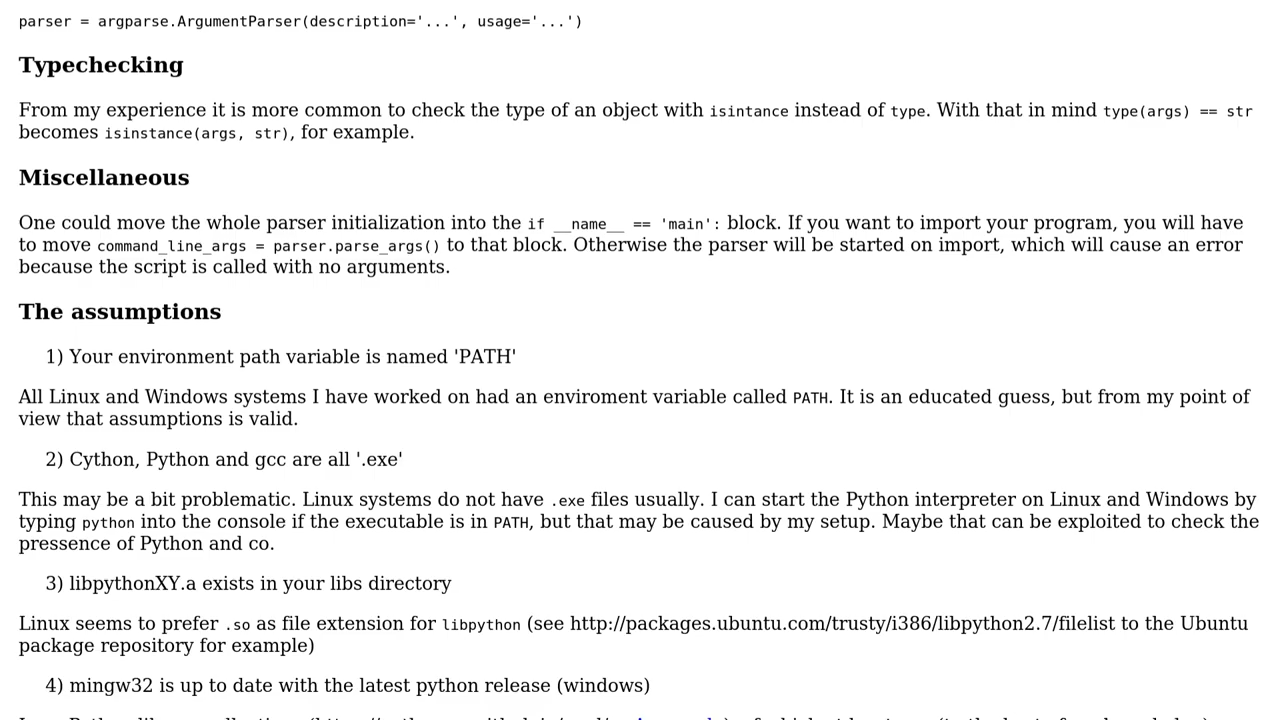 parser = argparse.ArgumentParser(description='...', usage='...')
Typechecking
From my experience it is more common to check the type of an object with isintance instead of type. With that in mind type(args) == str
becomes isinstance(args, str), for example.
Miscellaneous
One could move the whole parser initialization into the if __name__ == 'main': block. If you want to import your program, you will have
to move command_line_args = parser.parse_args() to that block. Otherwise the parser will be started on import, which will cause an error
because the script is called with no arguments.
The assumptions
1) Your environment path variable is named 'PATH'
All Linux and Windows systems I have worked on had an enviroment variable called PATH. It is an educated guess, but from my point of
view that assumptions is valid.
2) Cython, Python and gcc are all '.exe'
This may be a bit problematic. Linux systems do not have .exe files usually. I can start the Python interpreter on Linux and Windows by
typing python into the console if the executable is in PATH, but that may be caused by my setup. Maybe that can be exploited to check the
pressence of Python and co.
3) libpythonXY.a exists in your libs directory
Linux seems to prefer .so as file extension for libpython (see http://packages.ubuntu.com/trusty/i386/libpython2.7/filelist to the Ubuntu
package repository for example)
4) mingw32 is up to date with the latest python release (windows)